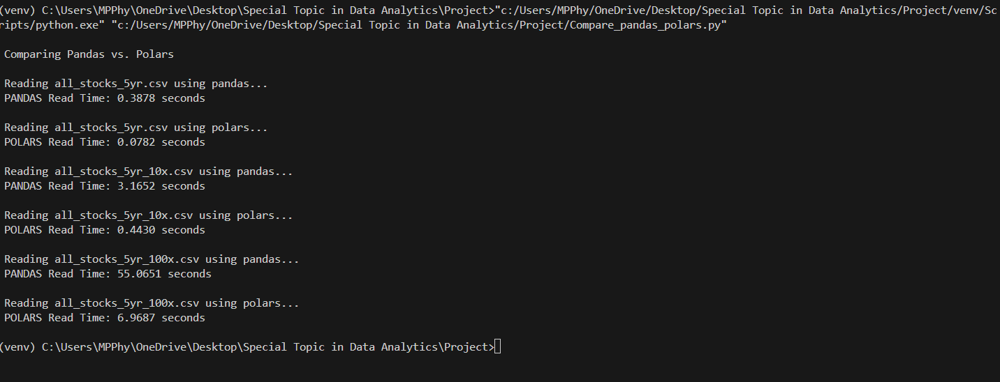 (venv) C:\Users\MPPhy\OneDrive\Desktop\Special Topic in Data Analytics\Project>"c:/Users/MPPhy/OneDrive/Desktop/Special Topic in Data Analytics/Project/venv/Sc
ripts/python.exe" "c:/Users/MPPhy/OneDrive/Desktop/Special Topic in Data Analytics/Project/Compare_pandas_polars.py"
Comparing Pandas vs. Polars
Reading all_stocks_5yr.csv using pandas...
PANDAS Read Time: 0.3878 seconds
Reading all_stocks_5yr.csv using polars...
POLARS Read Time: 0.0782 seconds
Reading all_stocks_5yr_10x.csv using pandas...
PANDAS Read Time: 3.1652 seconds
Reading all_stocks_5yr_10x.csv using polars...
POLARS Read Time: 0.4430 seconds
Reading all_stocks_5yr_100x.csv using pandas...
PANDAS Read Time: 55.0651 seconds
Reading all_stocks_5yr_100x.csv using polars...
POLARS Read Time: 6.9687 seconds
(venv) C:\Users\MPPhy\OneDrive\Desktop\Special Topic in Data Analytics\Project>